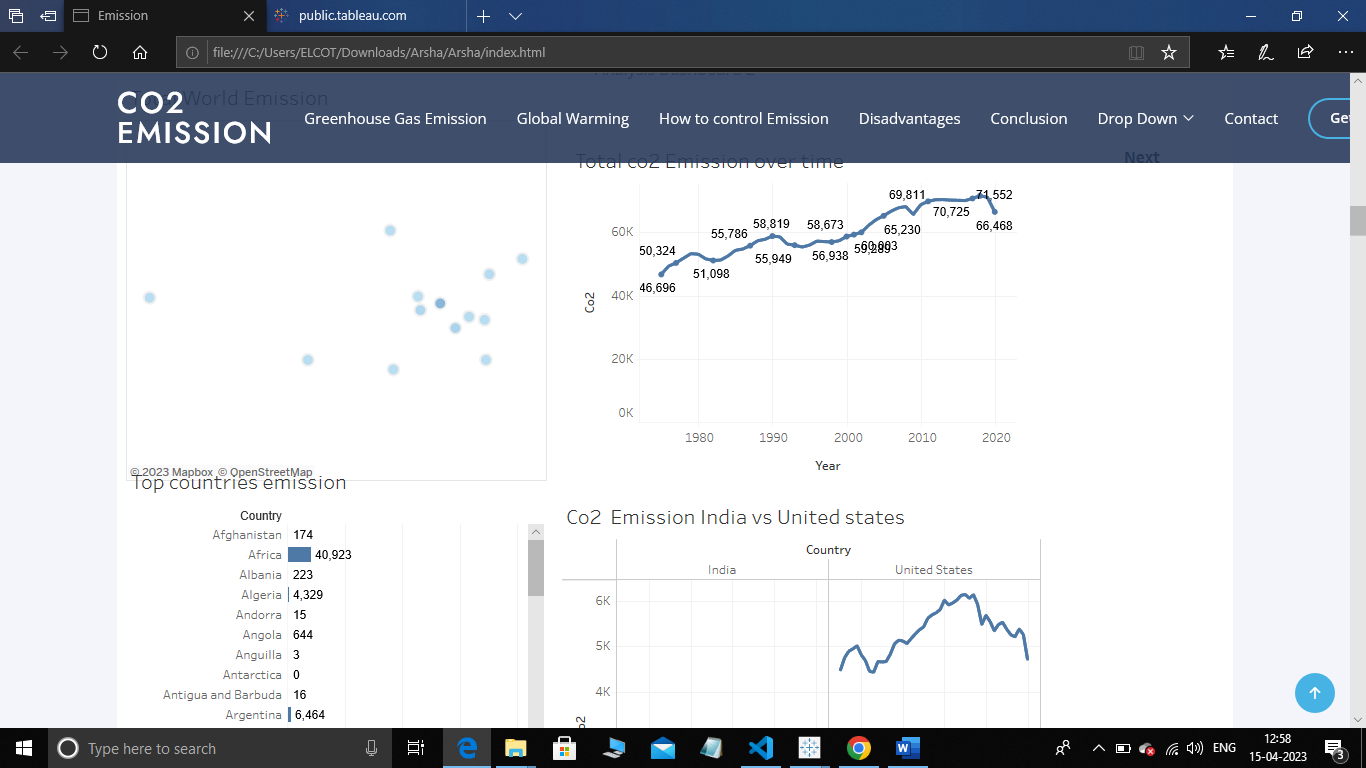 Emission
public.tableau.com
file:///C:/Users/ELCOT/Downloads/Arsha/Arsha/index.html
World Emission
CO2
EMISSION
Greenhouse Gas Emission
Global Warming
How to control Emission
Disadvantages
Conclusion
Drop Down
Contact
Ge
Total co2 Emission over time
Next
60K
40K
20K
0K
Co2
50,324
46,696
51,098
55,786
58,819
55,949
58,673
56,938
59,289
60,003
65,230
69,811
70,725
71,552
66,468
1980
1990
2000
2010
2020
Year
© 2023 Mapbox © OpenStreetMap
Top countries emission
Country
Afghanistan 174
Africa 40,923
Albania 223
Algeria 4,329
Andorra 15
Angola 644
Anguilla 3
Antarctica 0
Antigua and Barbuda 16
Argentina 6,464
Co2 Emission India vs United states
Country
India
United States
6K
5K
4K
Type here to search
ENG
12:58
15-04-2023
3